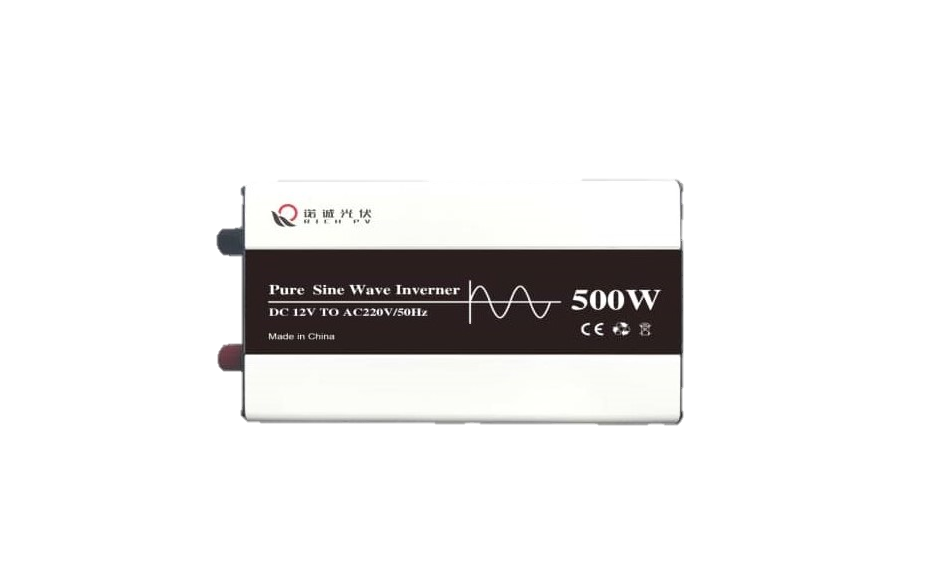 诺诚光伏
RICH PV
Pure Sine Wave Inverner
DC 12V TO AC220V/50Hz
500W
CE
Made in China